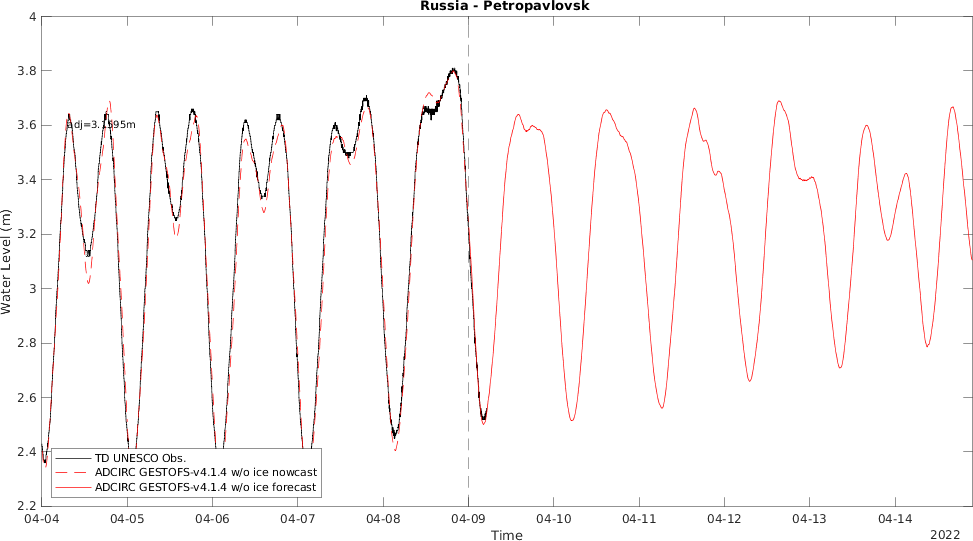 Russia - Petropavlovsk
4
3.8
3.6
3.4
3.2
3
2.8
2.6
2.4
2.2
Water Level (m)
adj=3.1595m
TD UNESCO Obs.
ADCIRC GESTOFS-v4.1.4 w/o ice nowcast
ADCIRC GESTOFS-v4.1.4 w/o ice forecast
04-04 04-05 04-06 04-07 04-08 04-09 04-10 04-11 04-12 04-13 04-14
Time
2022